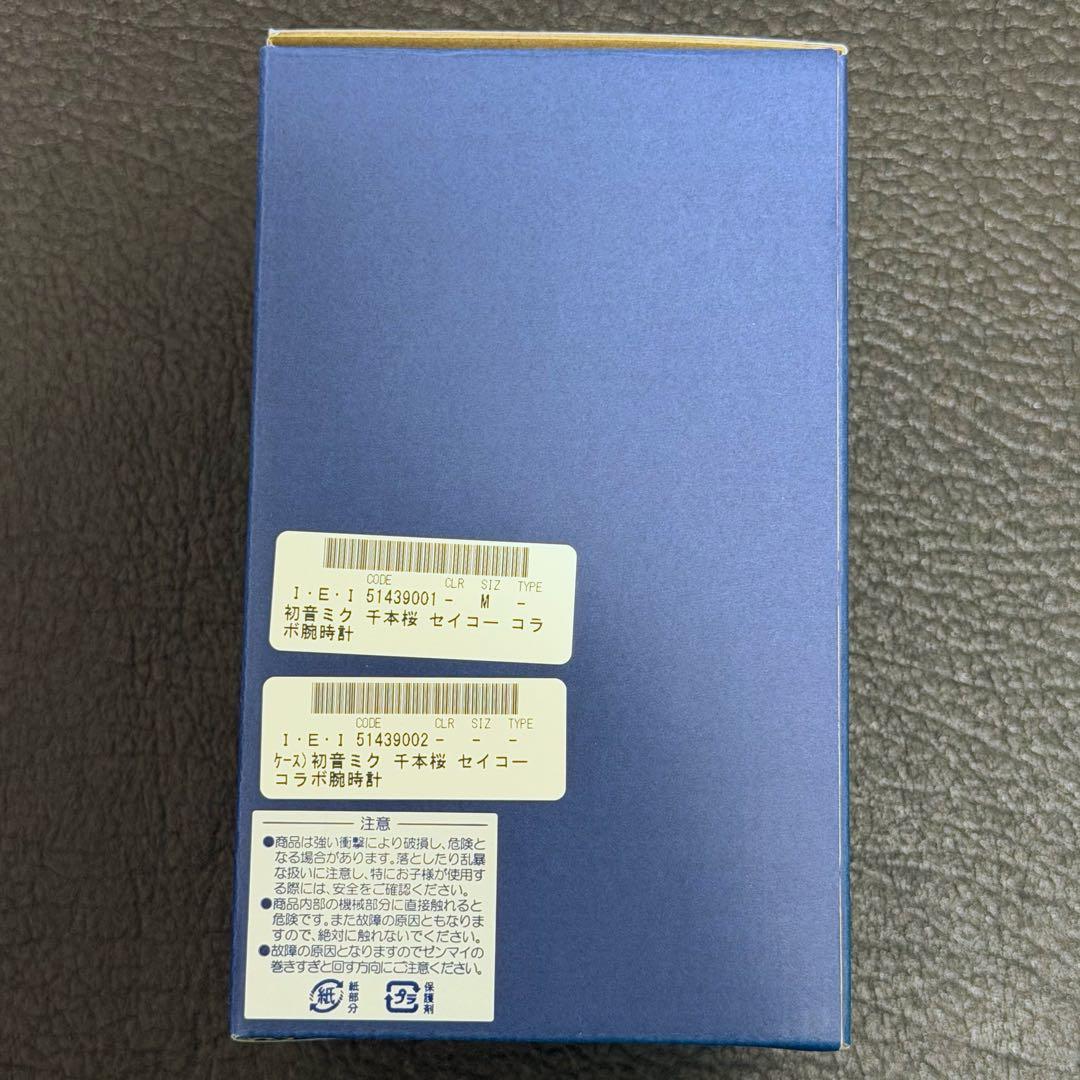 CODE CLR SIZ TYPE
I・E・I 51439001 - M -
初音ミク 千本桜 セイコー コラ
ボ腕時計
CODE CLR SIZ TYPE
I・E・I 51439002 - - -
ｹｰｽ)初音ミク 千本桜 セイコー
コラボ腕時計
注意
●商品は強い衝撃により破損し、危険と
なる場合があります。落としたり乱暴
な扱いに注意し、特にお子様が使用す
る際には、安全をご確認ください。
●商品内部の機械部分に直接触れると
危険です。また故障の原因ともなりま
すので、絶対に触れないでください。
●故障の原因となりますのでゼンマイの
巻きすぎと回す方向にご注意ください。
紙 紙部分 プラ 保護剤